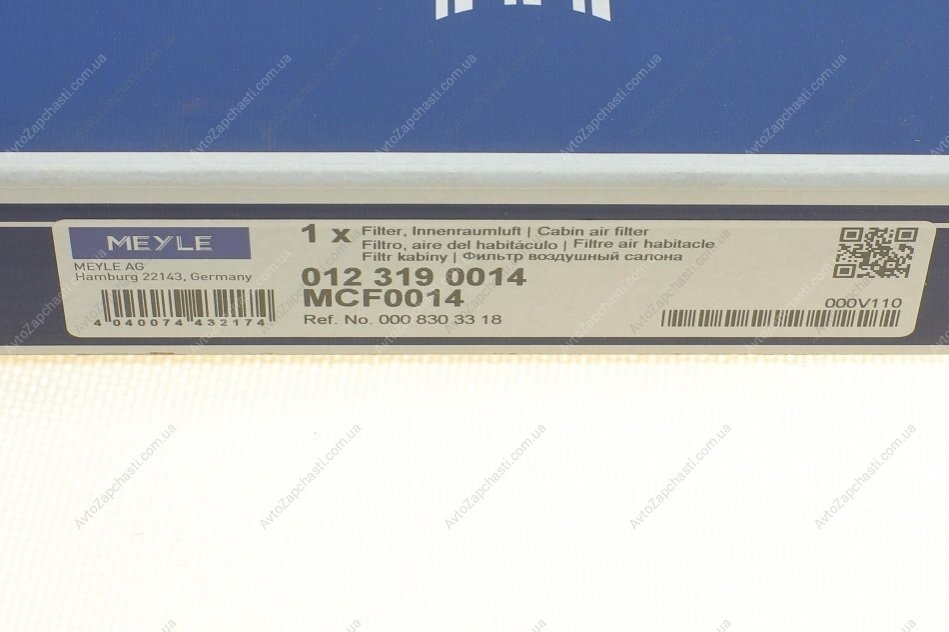 MEYLE
MEYLE AG
Hamburg 22143, Germany
4 040074 432174
1 x Filter, Innenraumluft | Cabin air filter
Filtro, aire del habitáculo | Filtre air habitacle
Filtr kabiny | Фильтр воздушный салона
012 319 0014
MCF0014
Ref. No. 000 830 33 18
000V110
AvtoZapchasti.com.ua